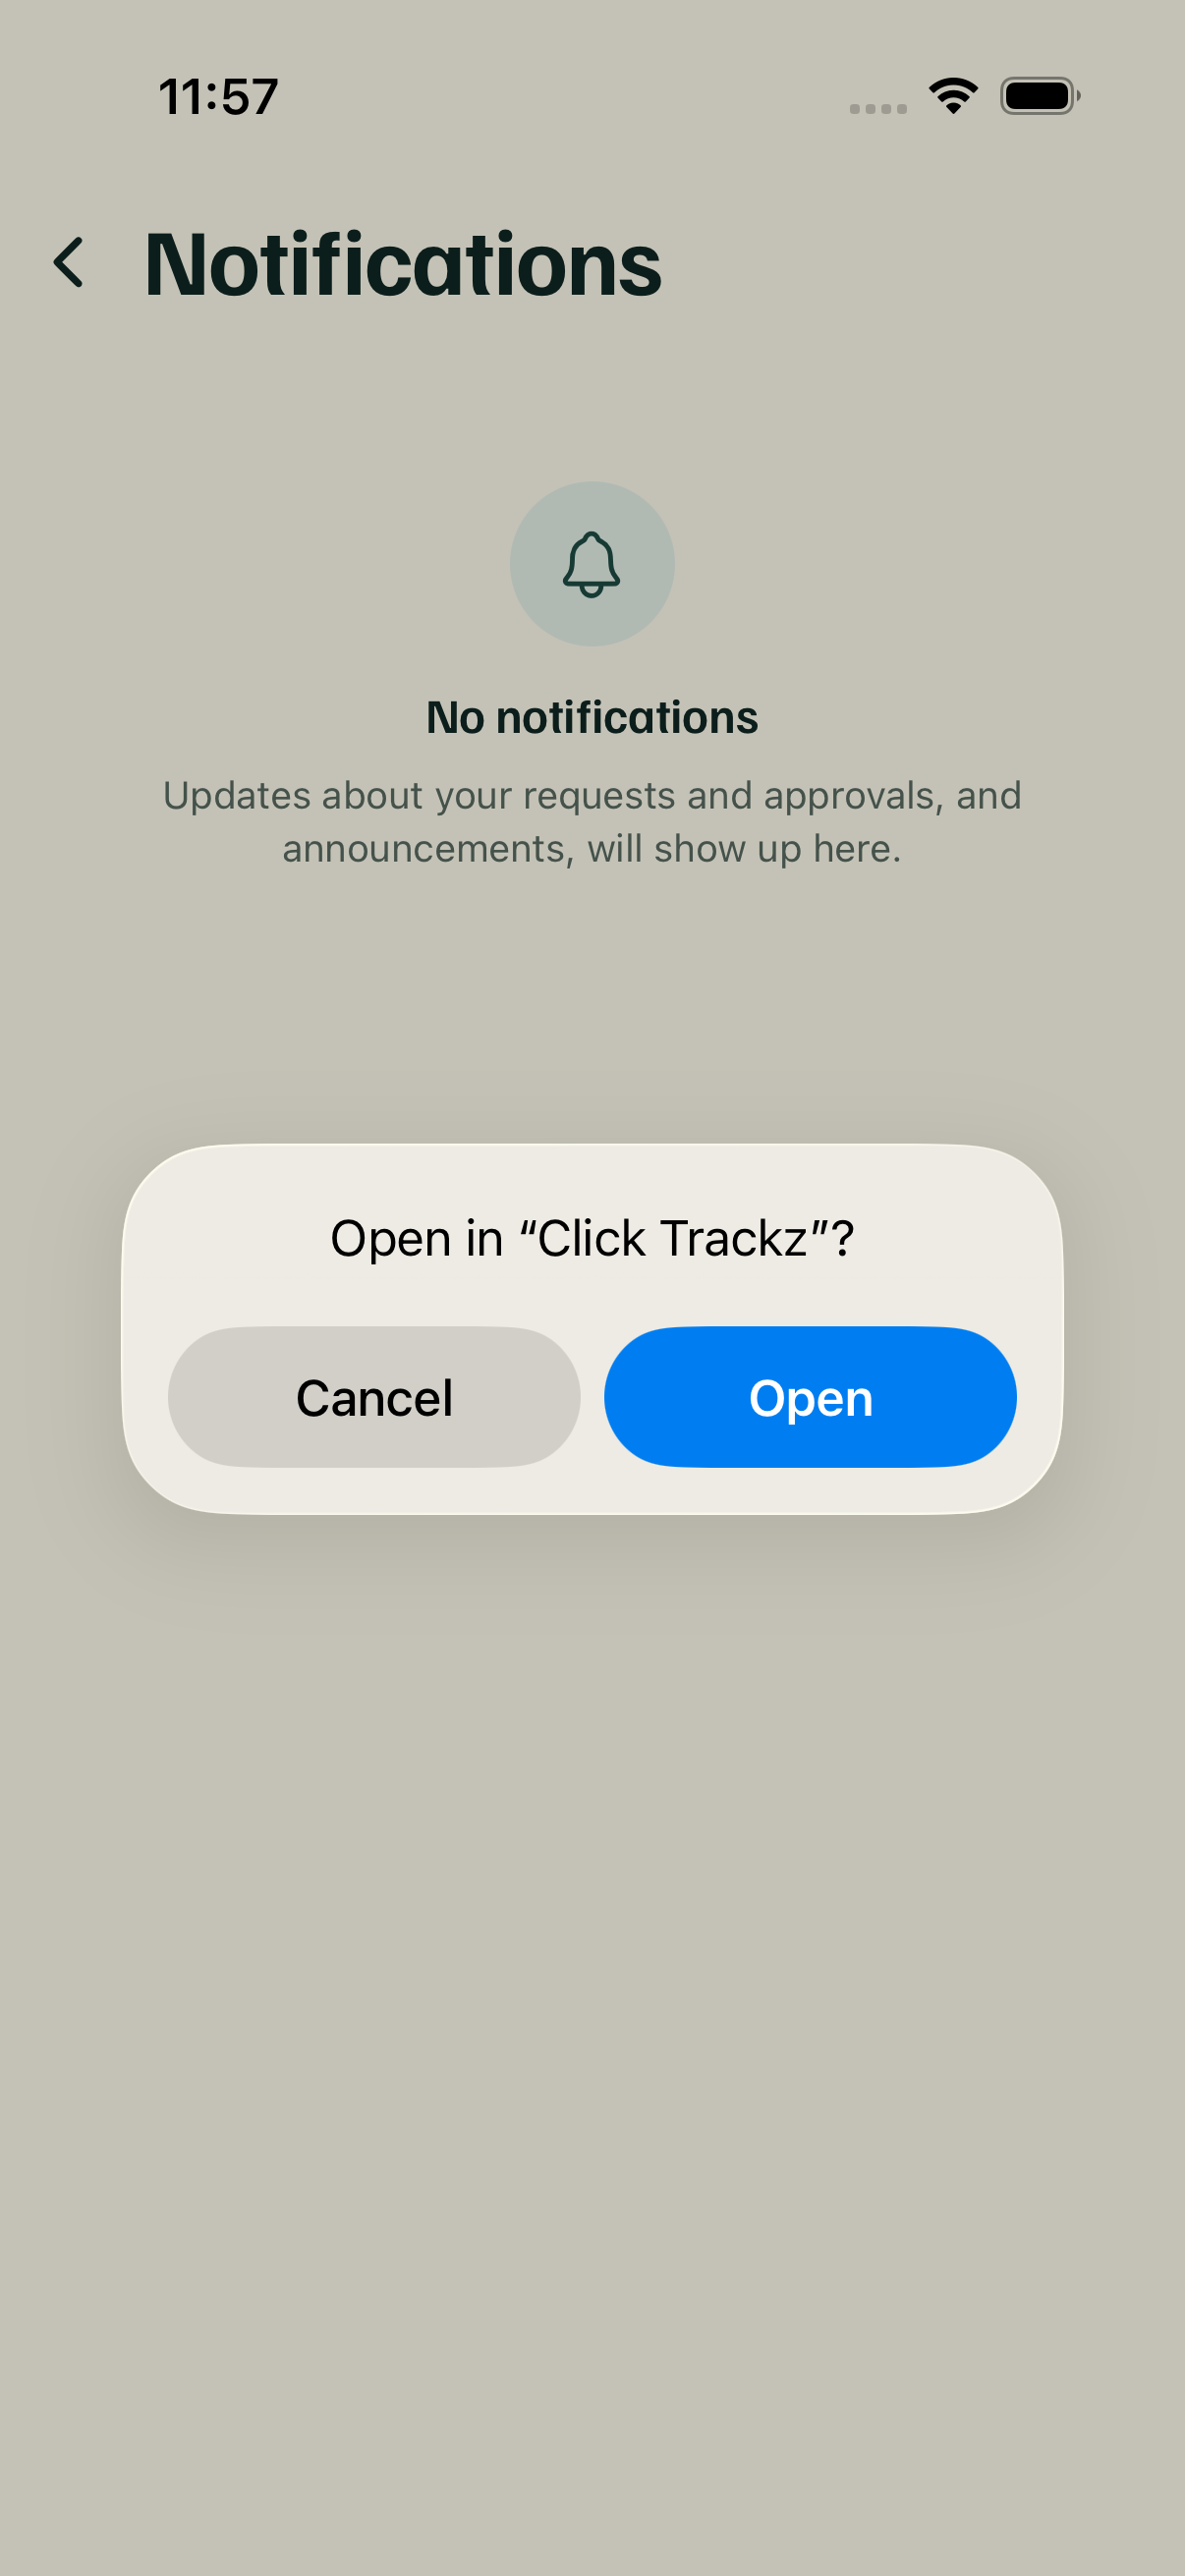 11:57
Notifications
No notifications
Updates about your requests and approvals, and
announcements, will show up here.
Open in “Click Trackz”?
Cancel
Open